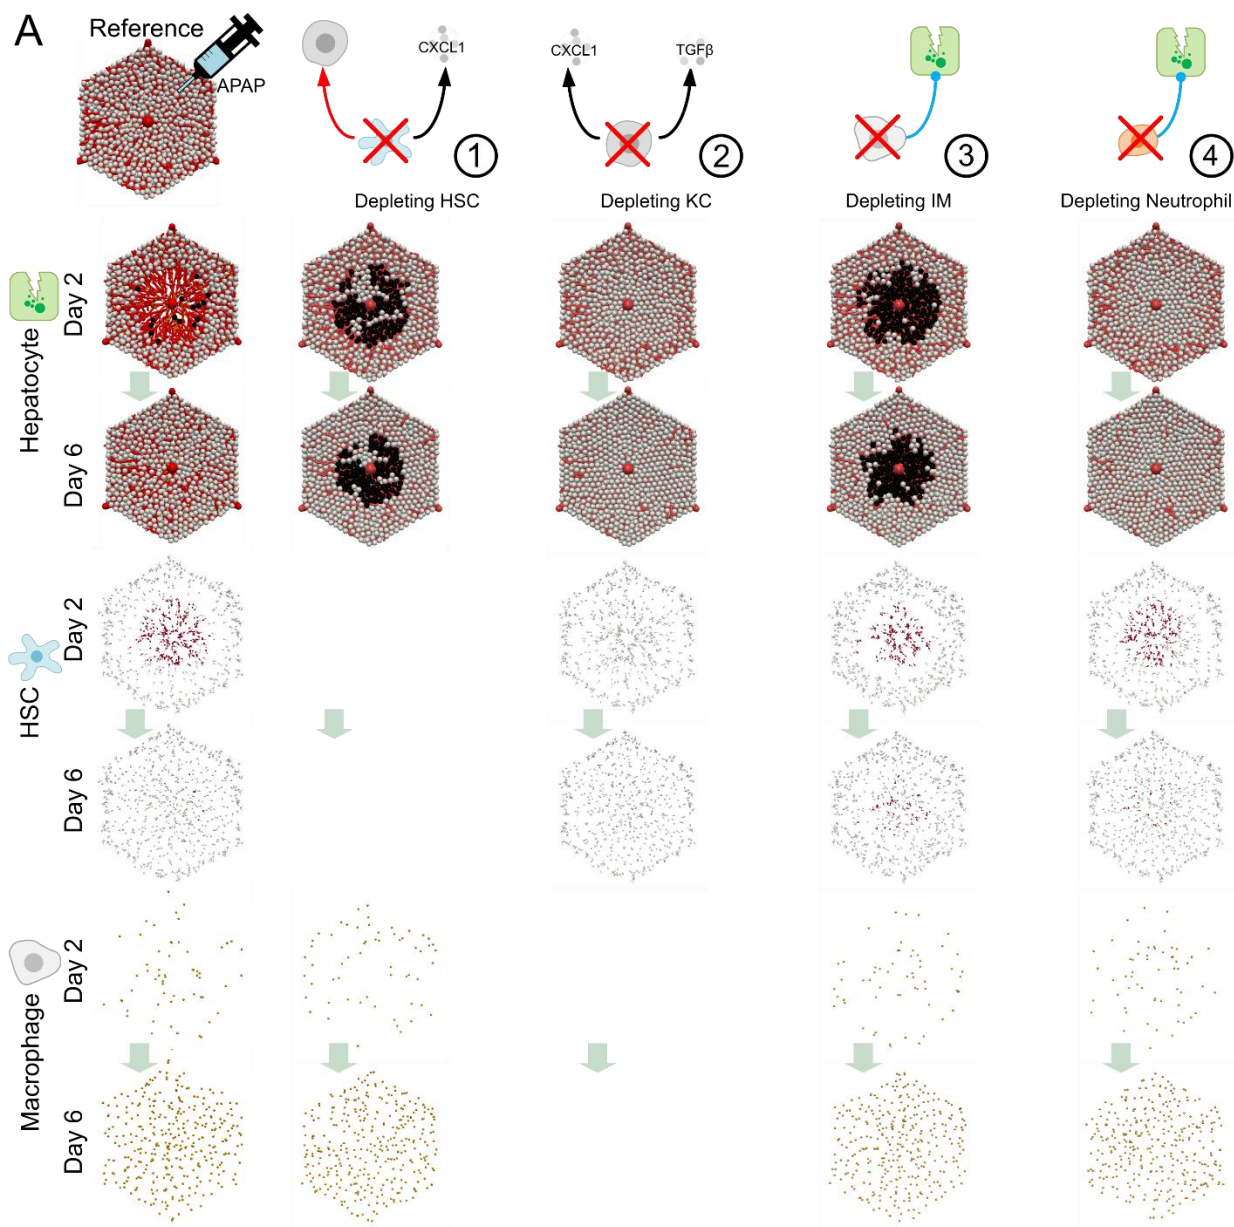 A
Reference
APAP
CXCL1
1
Depleting HSC
CXCL1
TGFβ
2
Depleting KC
3
Depleting IM
4
Depleting Neutrophil
Hepatocyte
Day 2
Day 6
HSC
Day 2
Day 6
Macrophage
Day 2
Day 6